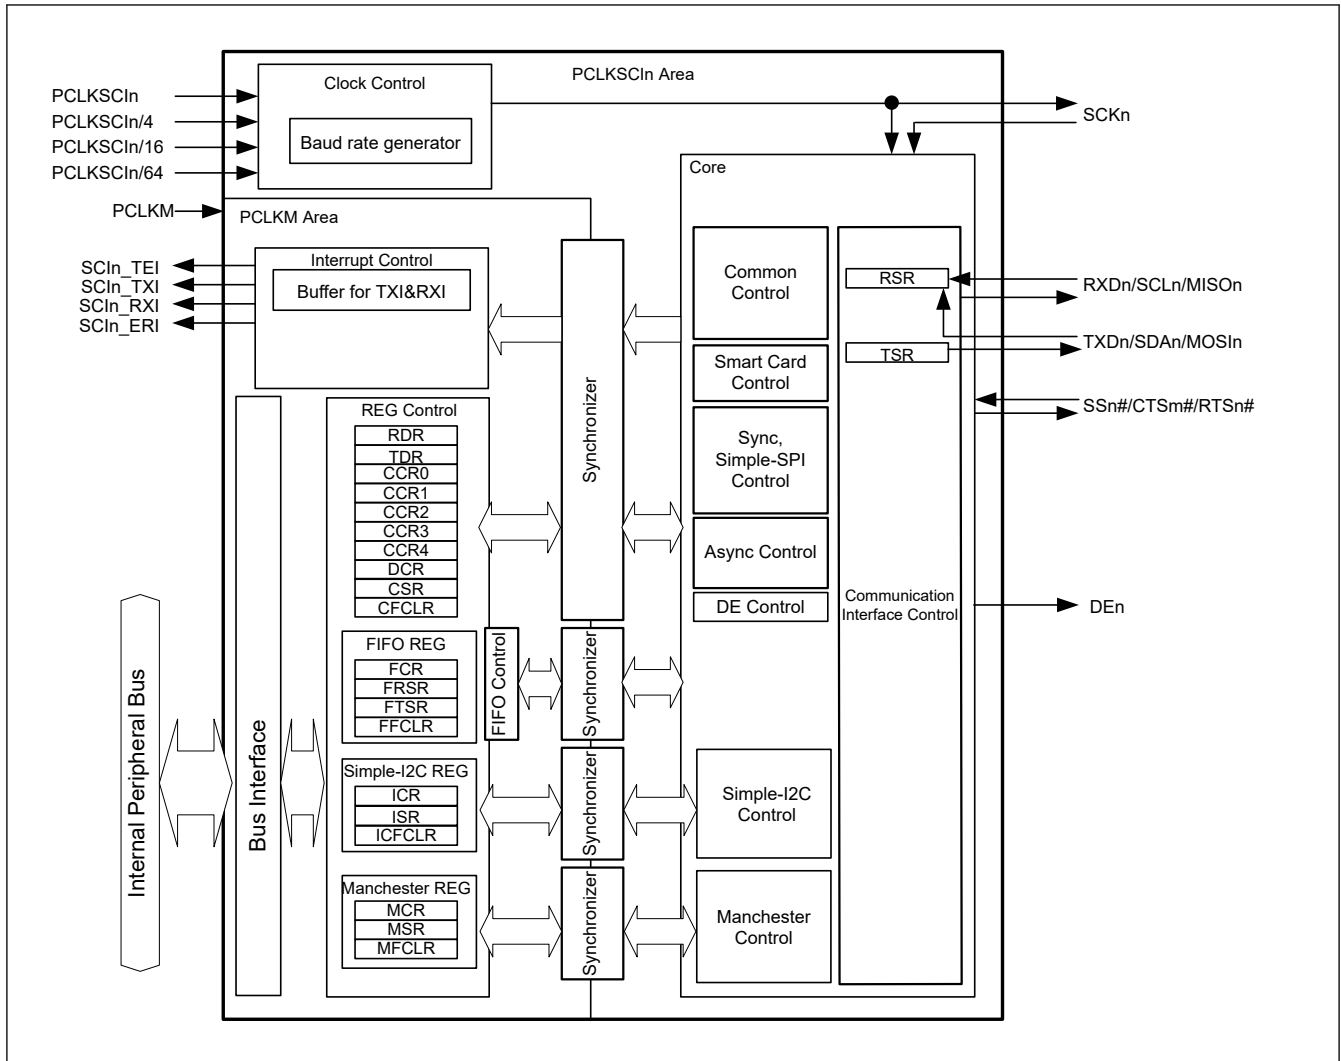 PCLKSCIn Area
Clock Control
Baud rate generator
PCLKSCIn
PCLKSCIn/4
PCLKSCIn/16
PCLKSCIn/64
PCLKM
PCLKM Area
SCKn
Core
Interrupt Control
Buffer for TXI&RXI
SCIn_TEI
SCIn_TXI
SCIn_RXI
SCIn_ERI
Synchronizer
Common
Control
Smart Card
Control
Sync,
Simple-SPI
Control
Async Control
DE Control
RSR
TSR
Communication
Interface Control
RXDn/SCLn/MISOn
TXDn/SDAn/MOSIn
SSn#/CTSm#/RTSn#
DEn
REG Control
RDR
TDR
CCR0
CCR1
CCR2
CCR3
CCR4
DCR
CSR
CFCLR
FIFO REG
FCR
FRSR
FTSR
FFCLR
FIFO Control
Synchronizer
Internal Peripheral Bus
Bus Interface
Simple-I2C REG
ICR
ISR
ICFCLR
Synchronizer
Simple-I2C
Control
Manchester REG
MCR
MSR
MFCLR
Synchronizer
Manchester
Control